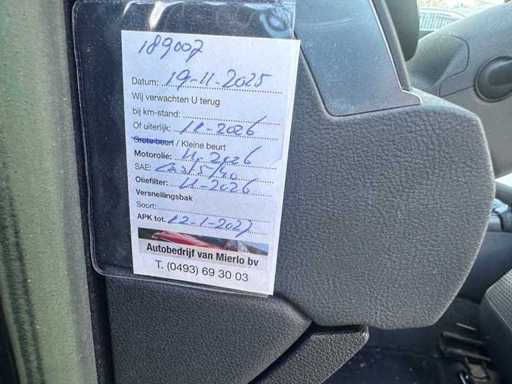 189007
Datum: 19-11-2025
Wij verwachten U terug
bij km-stand:
Of uiterlijk: 11-2026
Grote beurt / Kleine beurt
Motorolie: 11-2026
SAE: 5/30
Oliefilter: 11-2026
Versnellingsbak
Soort:
APK tot: 12-1-2027
Autobedrijf van Mierlo bv
T. (0493) 69 30 03